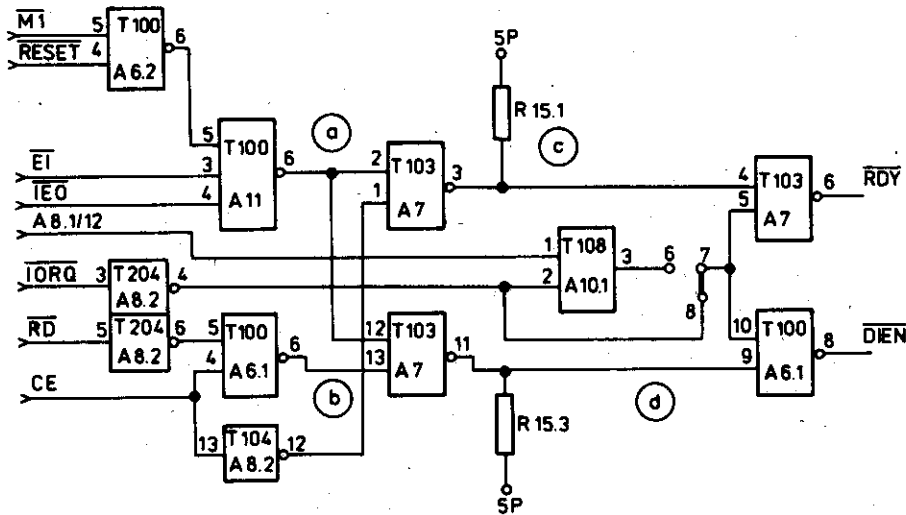 M1
5
T100
6
RESET
4
A6.2
5P
R 15.1
5
T100
6
a
c
EI
3
2
T103
3
4
T103
6
RDY
IEO
4
A11
1
A7
5
A7
A8.1/12
1
T108
3
6
7
IORQ
3
T204
4
2
A10.1
8
A8.2
RD
5
T204
6
5
T100
6
12
T103
11
10
T100
8
DIEN
A8.2
4
A6.1
13
A7
9
A6.1
CE
b
d
13
T104
12
R 15.3
A8.2
5P